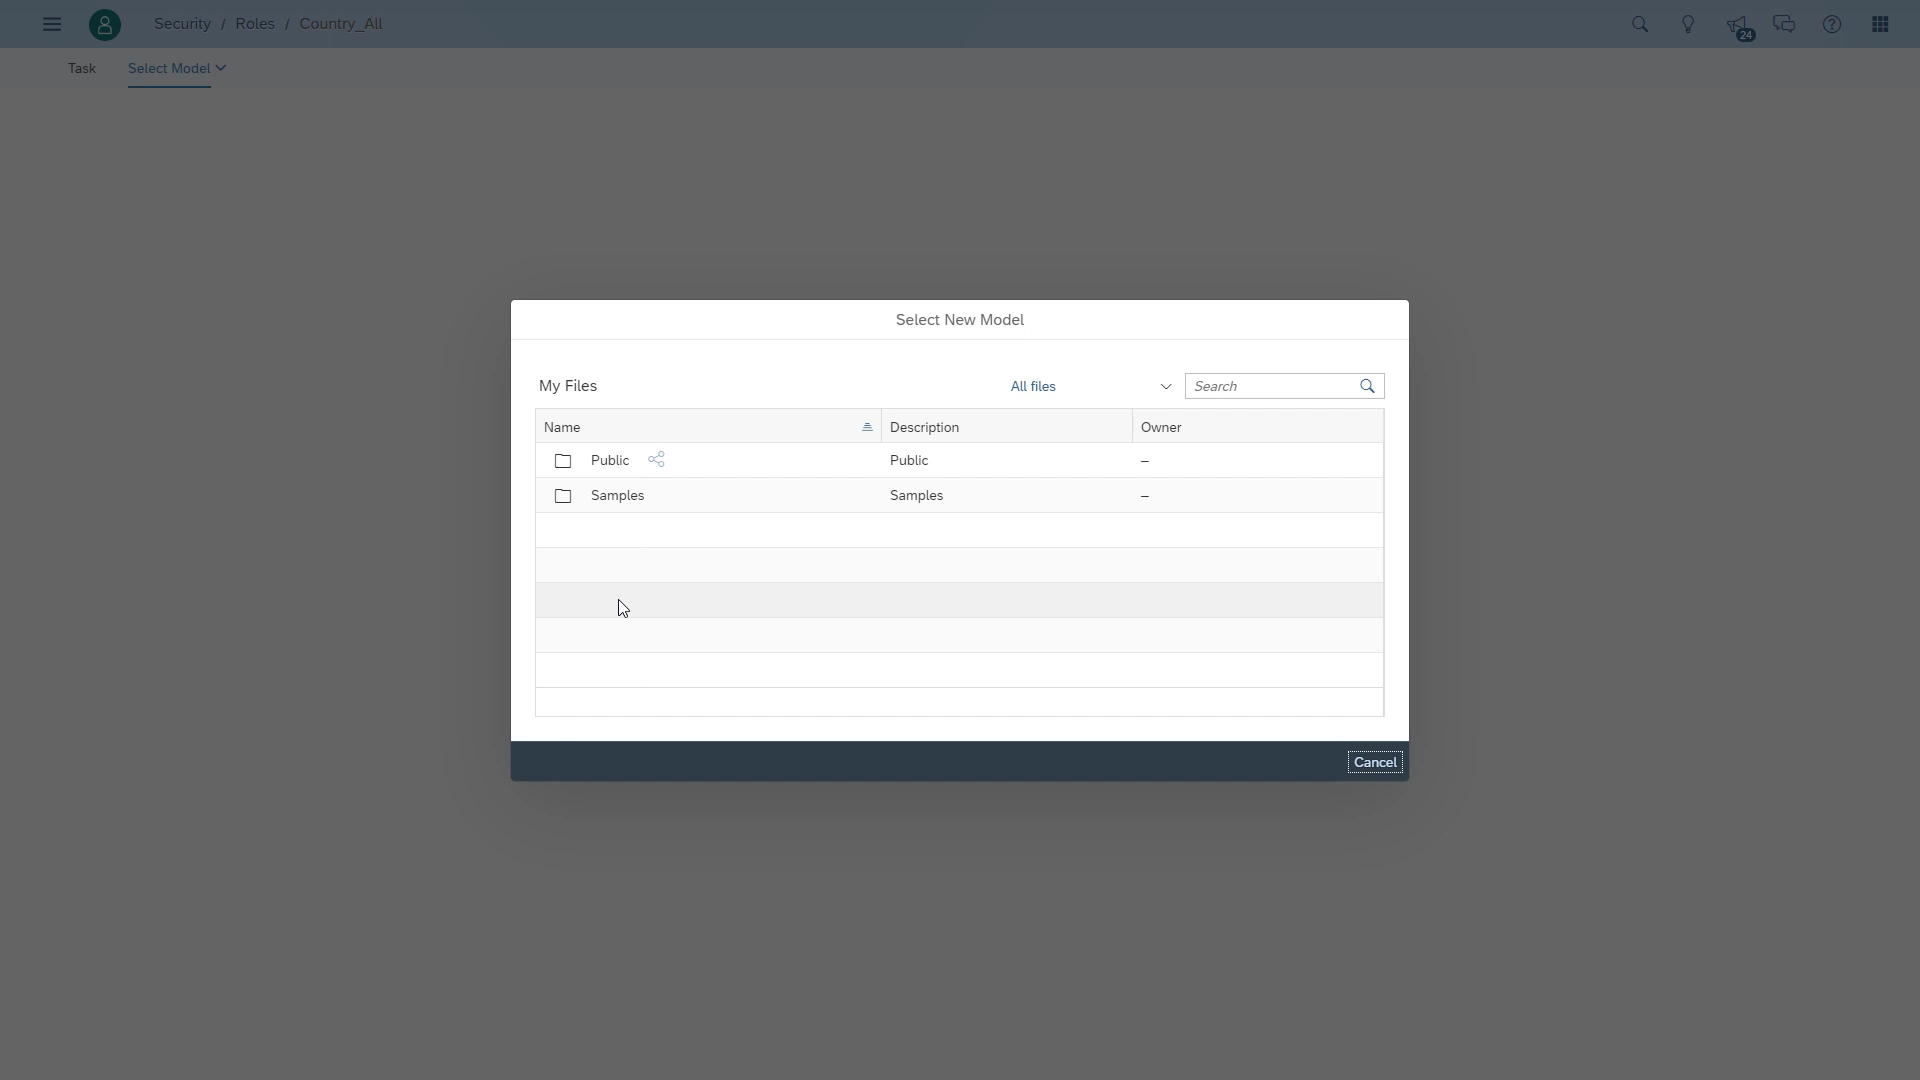 Security / Roles / Country_All
24
Task
Select Model
Select New Model
My Files
All files
Search
Name Description Owner
Public Public –
Samples Samples –
Cancel